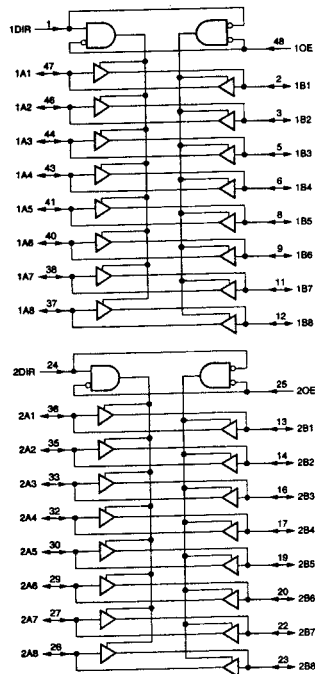 1DIR 1 48 1OE
1A1 47 2 1B1
1A2 46 3 1B2
1A3 44 5 1B3
1A4 43 6 1B4
1A5 41 8 1B5
1A6 40 9 1B6
1A7 38 11 1B7
1A8 37 12 1B8
2DIR 24 25 2OE
2A1 36 13 2B1
2A2 35 14 2B2
2A3 33 16 2B3
2A4 32 17 2B4
2A5 30 19 2B5
2A6 29 20 2B6
2A7 27 22 2B7
2A8 26 23 2B8